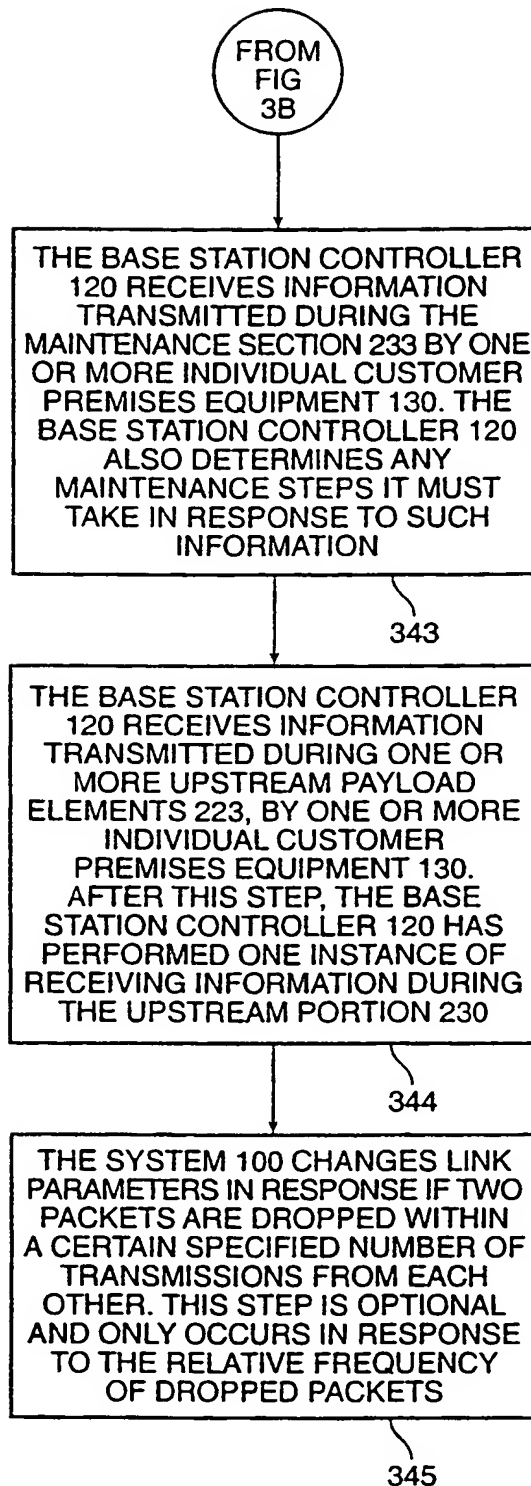 FROM
FIG
3B
THE BASE STATION CONTROLLER
120 RECEIVES INFORMATION
TRANSMITTED DURING THE
MAINTENANCE SECTION 233 BY ONE
OR MORE INDIVIDUAL CUSTOMER
PREMISES EQUIPMENT 130. THE
BASE STATION CONTROLLER 120
ALSO DETERMINES ANY
MAINTENANCE STEPS IT MUST
TAKE IN RESPONSE TO SUCH
INFORMATION
343
THE BASE STATION CONTROLLER
120 RECEIVES INFORMATION
TRANSMITTED DURING ONE OR
MORE UPSTREAM PAYLOAD
ELEMENTS 223, BY ONE OR MORE
INDIVIDUAL CUSTOMER
PREMISES EQUIPMENT 130.
AFTER THIS STEP, THE BASE
STATION CONTROLLER 120 HAS
PERFORMED ONE INSTANCE OF
RECEIVING INFORMATION DURING
THE UPSTREAM PORTION 230
344
THE SYSTEM 100 CHANGES LINK
PARAMETERS IN RESPONSE IF TWO
PACKETS ARE DROPPED WITHIN
A CERTAIN SPECIFIED NUMBER OF
TRANSMISSIONS FROM EACH
OTHER. THIS STEP IS OPTIONAL
AND ONLY OCCURS IN RESPONSE
TO THE RELATIVE FREQUENCY
OF DROPPED PACKETS
345